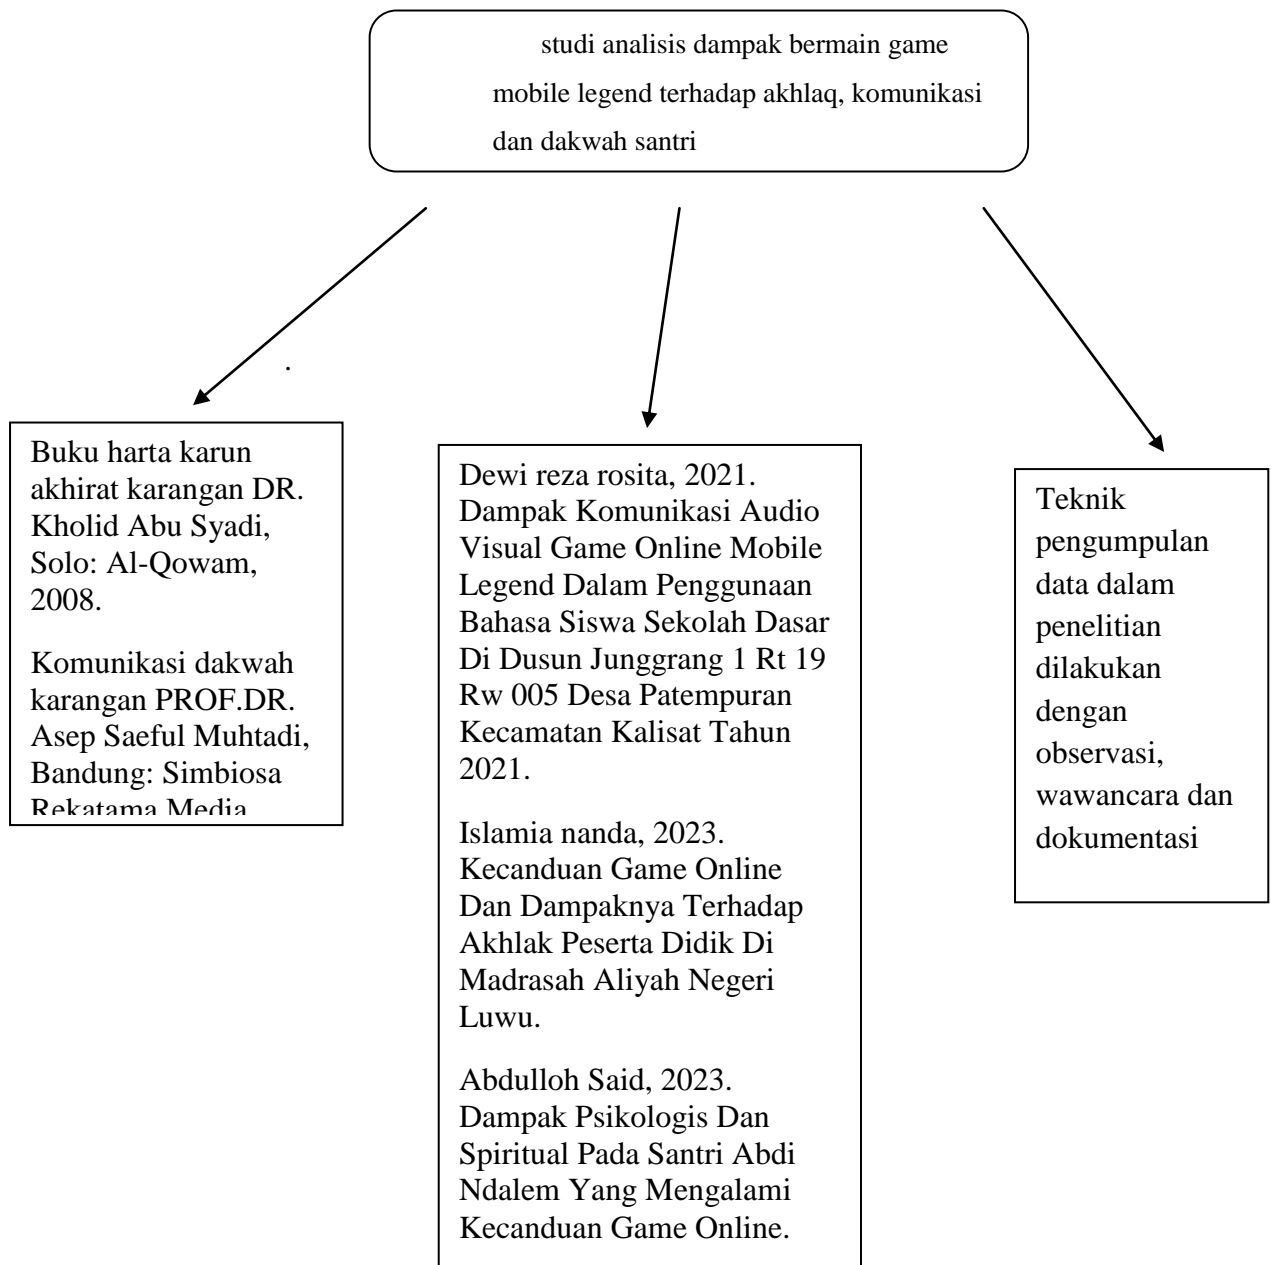 studi analisis dampak bermain game
mobile legend terhadap akhlaq, komunikasi
dan dakwah santri
Buku harta karun
akhirat karangan DR.
Kholid Abu Syadi,
Solo: Al-Qowam,
2008.
Komunikasi dakwah
karangan PROF.DR.
Asep Saeful Muhtadi,
Bandung: Simbiosa
Rekatama Media
Dewi reza rosita, 2021.
Dampak Komunikasi Audio
Visual Game Online Mobile
Legend Dalam Penggunaan
Bahasa Siswa Sekolah Dasar
Di Dusun Junggrang 1 Rt 19
Rw 005 Desa Patempuran
Kecamatan Kalisat Tahun
2021.
Islamia nanda, 2023.
Kecanduan Game Online
Dan Dampaknya Terhadap
Akhlak Peserta Didik Di
Madrasah Aliyah Negeri
Luwu.
Abdulloh Said, 2023.
Dampak Psikologis Dan
Spiritual Pada Santri Abdi
Ndalem Yang Mengalami
Kecanduan Game Online.
Teknik
pengumpulan
data dalam
penelitian
dilakukan
dengan
observasi,
wawancara dan
dokumentasi